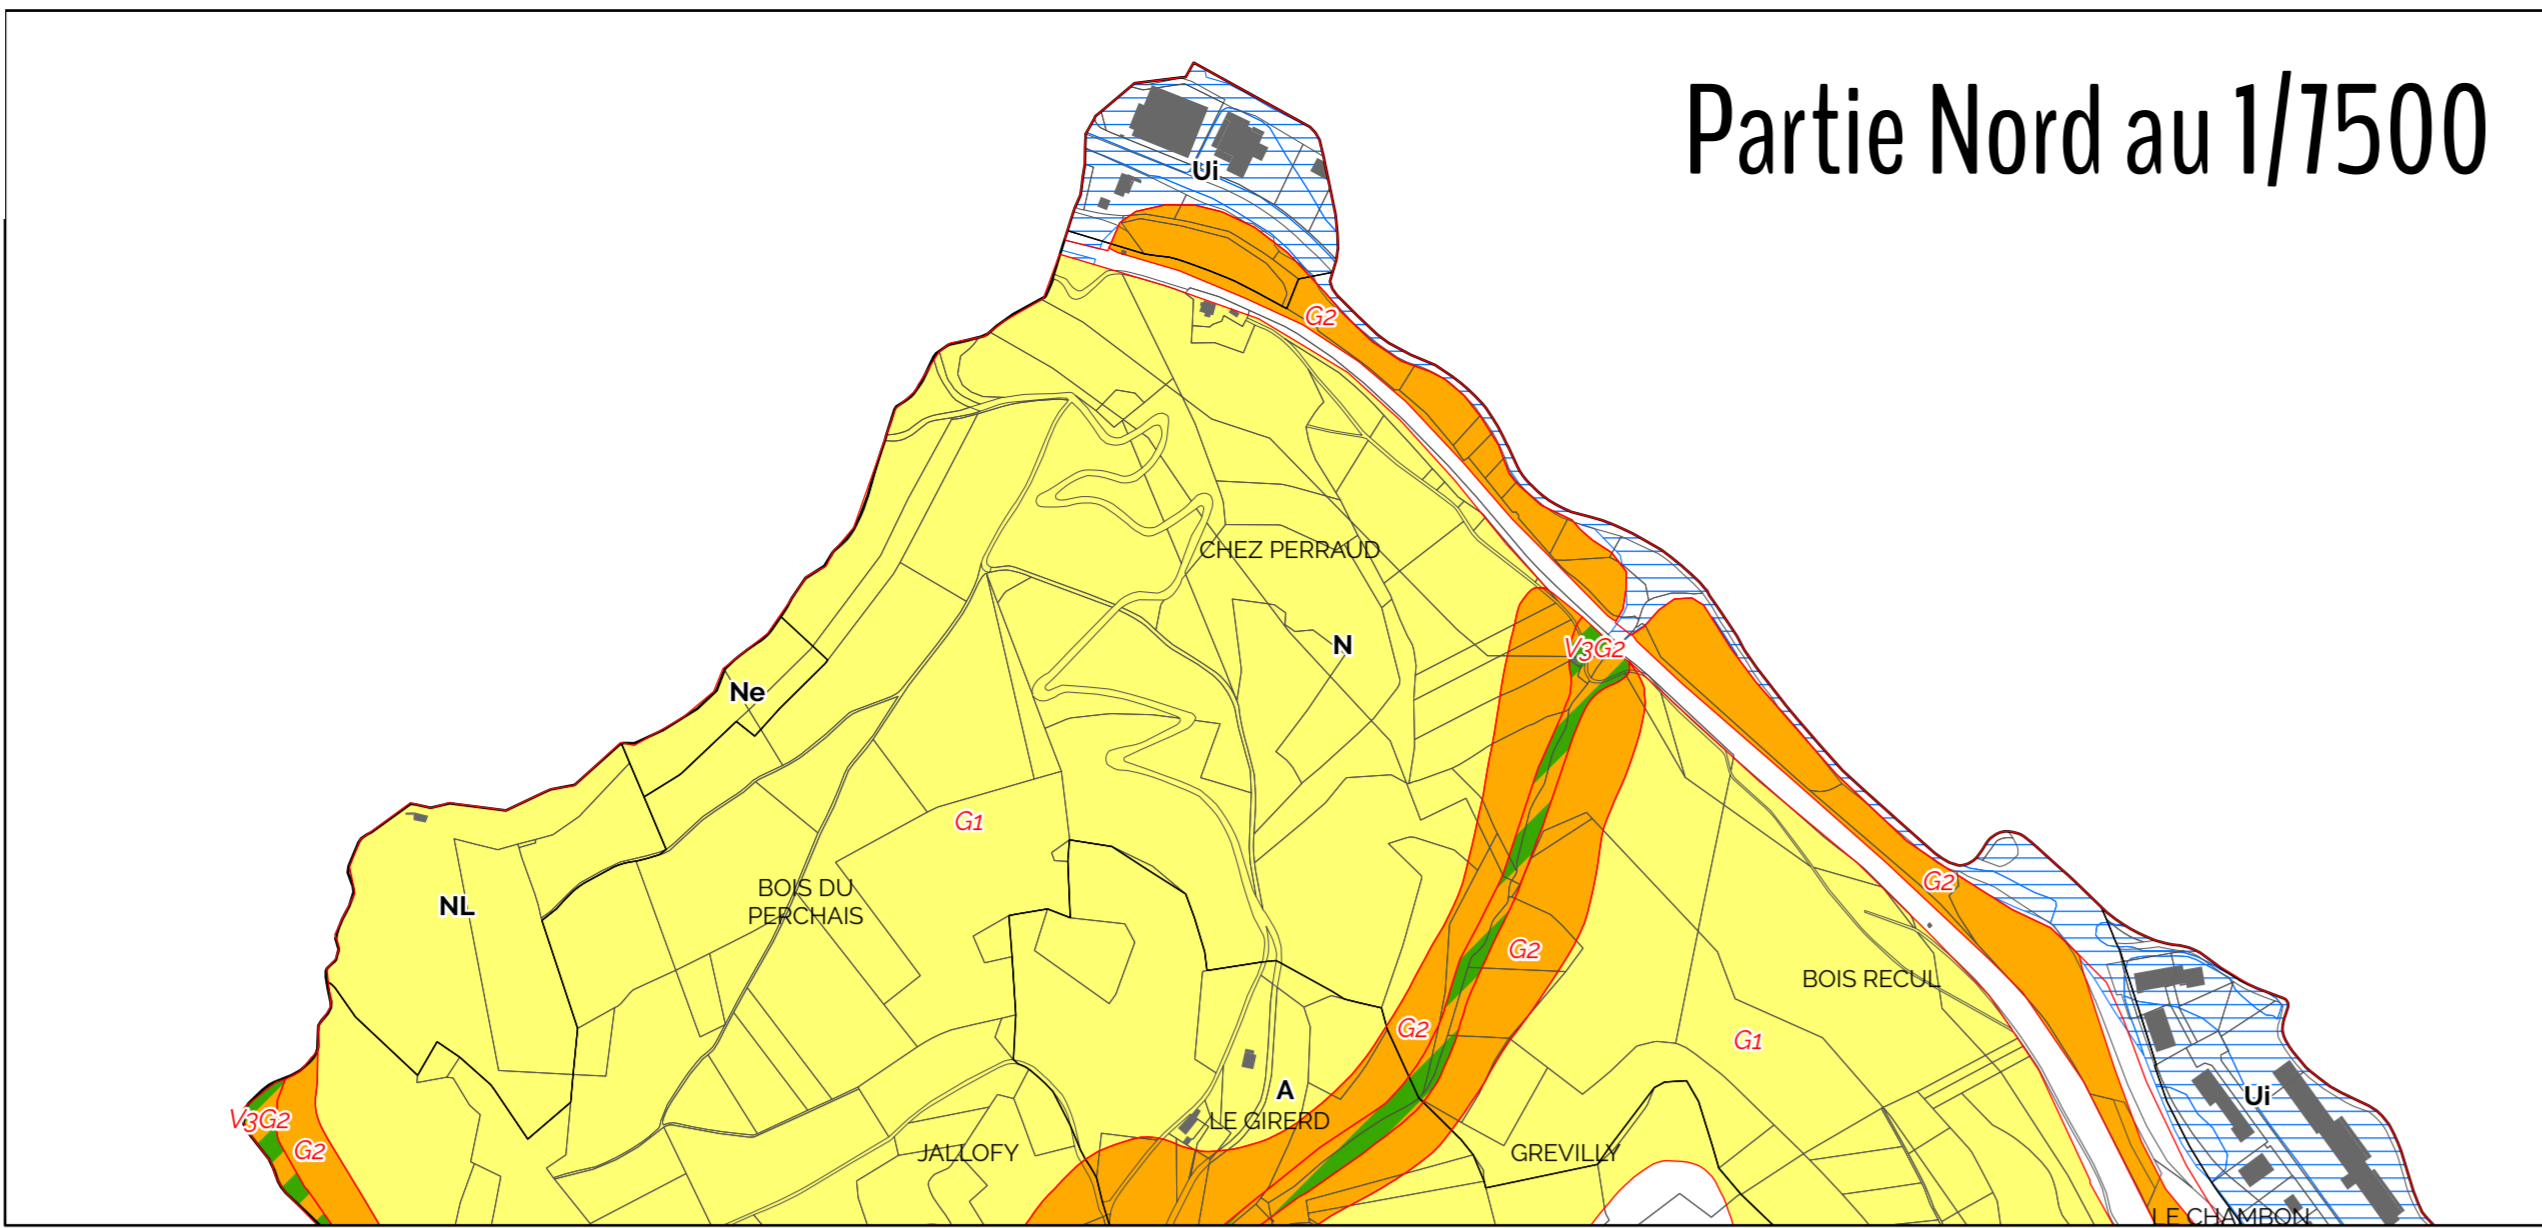 Partie Nord au 1/7500
Ui
G2
CHEZ PERRAUD
N
V3G2
Ne
G1
G2
BOIS DU
PERCHAIS
NL
G2
BOIS RECUL
G2
G1
A
Ui
V3G2
LE GIRERD
G2
JALLOFY
GREVILLY
LE CHAMBON